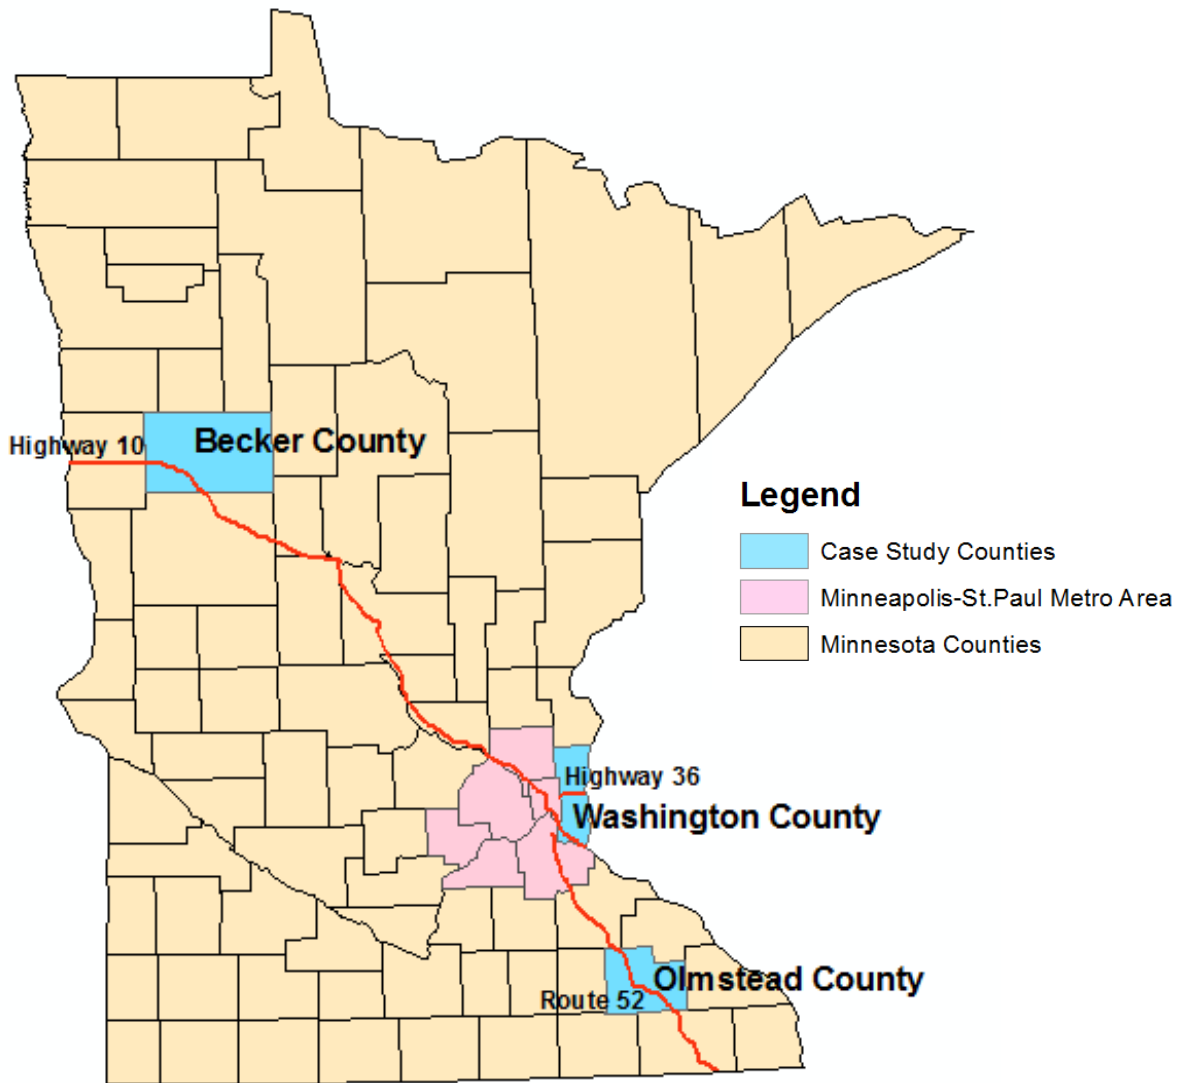 Highway 10
Becker County
Legend
Case Study Counties
Minneapolis-St.Paul Metro Area
Minnesota Counties
Highway 36
Washington County
Olmstead County
Route 52